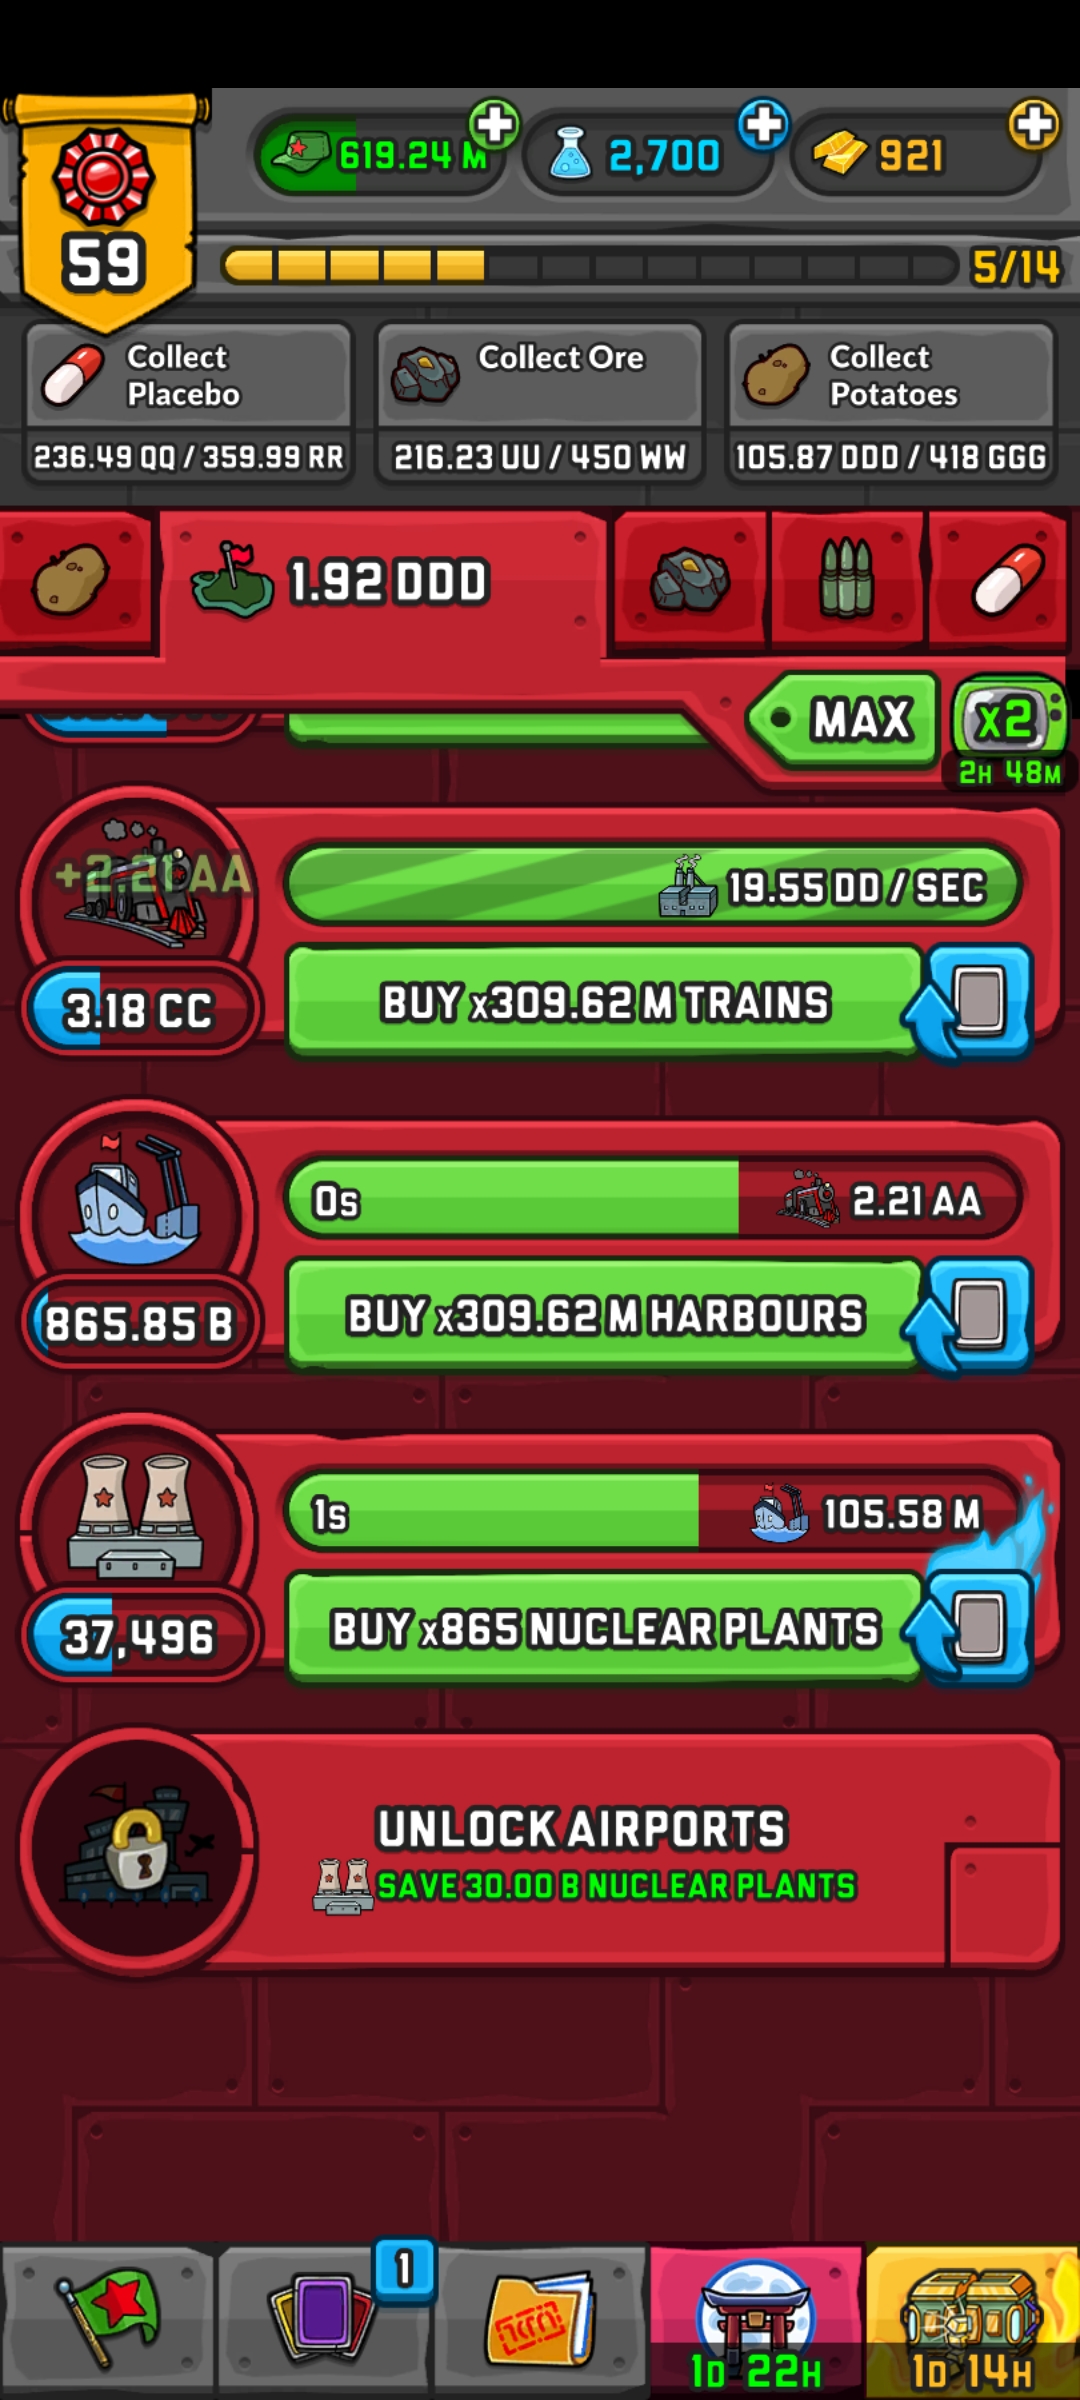 59
619.24 M
2,700
921
5/14
Collect
Placebo
236.49 QQ / 359.99 RR
Collect Ore
216.23 UU / 450 WW
Collect
Potatoes
105.87 DDD / 418 GGG
1.92 DDD
MAX
x2
2H 48M
+2.21 AA
19.55 DD / SEC
3.18 CC
BUY x309.62 M TRAINS
0s
2.21 AA
865.85 B
BUY x309.62 M HARBOURS
1s
105.58 M
37,496
BUY x865 NUCLEAR PLANTS
UNLOCK AIRPORTS
SAVE 30.00 B NUCLEAR PLANTS
1
1D 22H
1D 14H